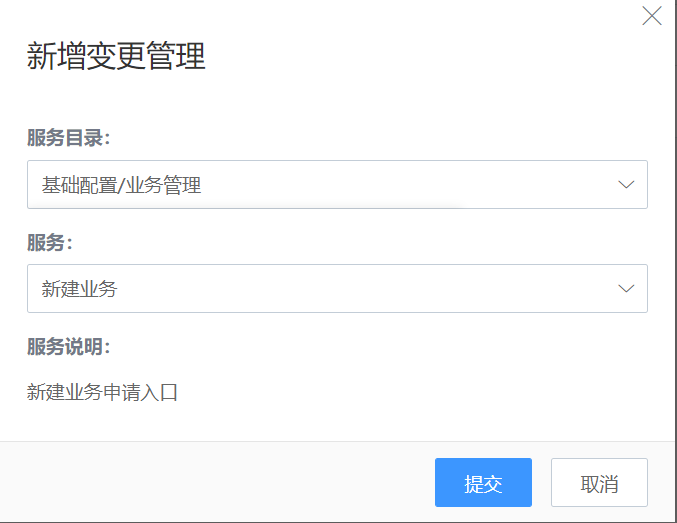 新增变更管理
服务目录:
基础配置/业务管理
服务:
新建业务
服务说明:
新建业务申请入口
提交
取消